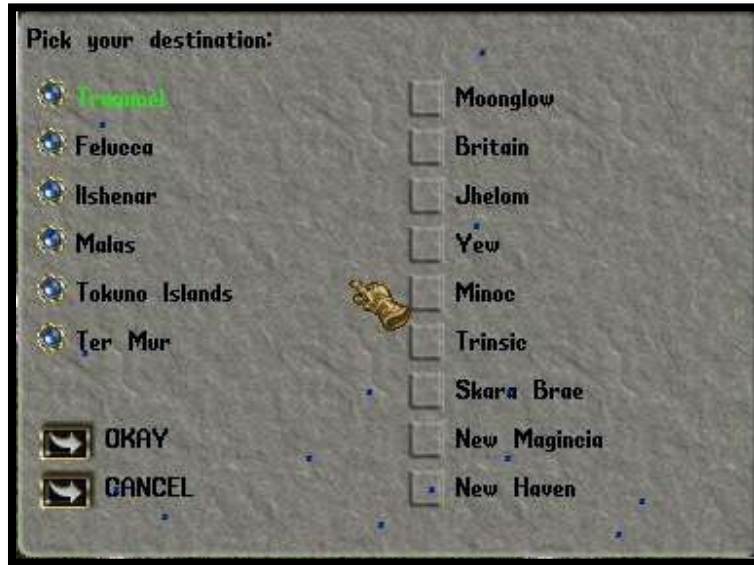 Pick your destination:
Trammel
Felucca
Ilshenar
Malas
Tokuno Islands
Ter Mur
OKAY
CANCEL
Moonglow
Britain
Jhelom
Yew
Minoc
Trinsic
Skara Brae
New Magincia
New Haven